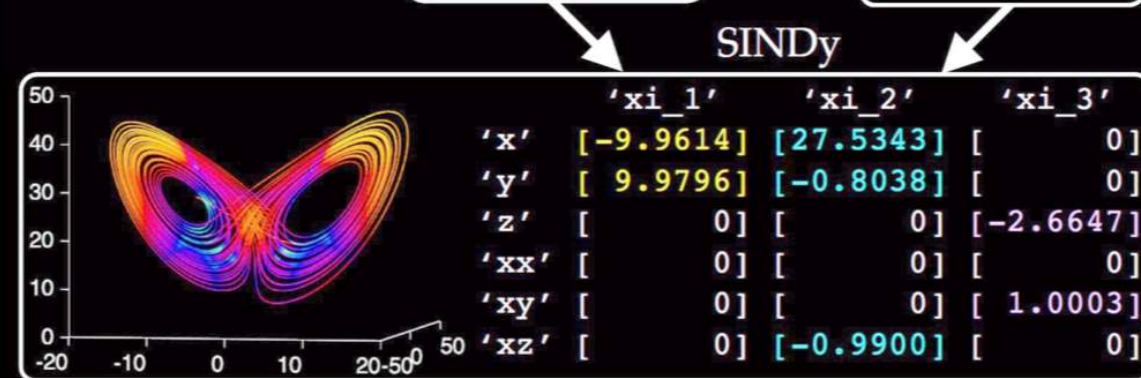 SINDy
50
40
30
20
10
0
-20 -10 0 10 20 -50 0 50
‘xi_1’ ‘xi_2’ ‘xi_3’
‘x’ [-9.9614] [27.5343] [ 0]
‘y’ [ 9.9796] [-0.8038] [ 0]
‘z’ [ 0] [ 0] [-2.6647]
‘xx’ [ 0] [ 0] [ 0]
‘xy’ [ 0] [ 0] [ 1.0003]
‘xz’ [ 0] [-0.9900] [ 0]